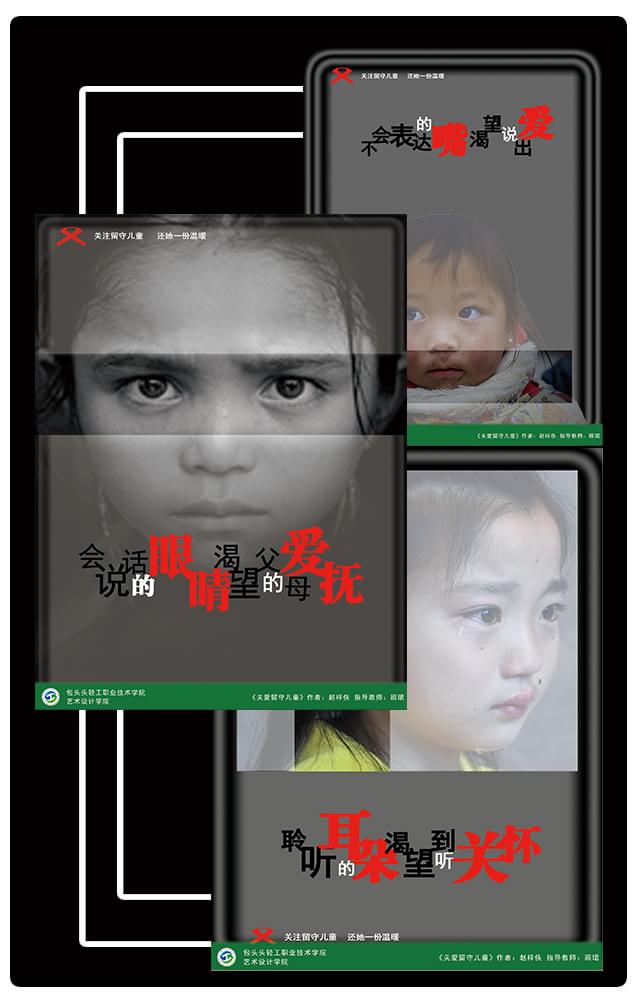 关注留守儿童 还她一份温暖
不会表达的嘴渴望说出爱
《关爱留守儿童》作者：赵梓佚 指导教师：顾珺
关注留守儿童 还她一份温暖
会说话的眼睛渴望父母的爱抚
包头头轻工职业技术学院
艺术设计学院
《关爱留守儿童》作者：赵梓佚 指导教师：顾珺
聆听的耳朵渴望听到关怀
关注留守儿童 还她一份温暖
包头头轻工职业技术学院
艺术设计学院
《关爱留守儿童》作者：赵梓佚 指导教师：顾珺